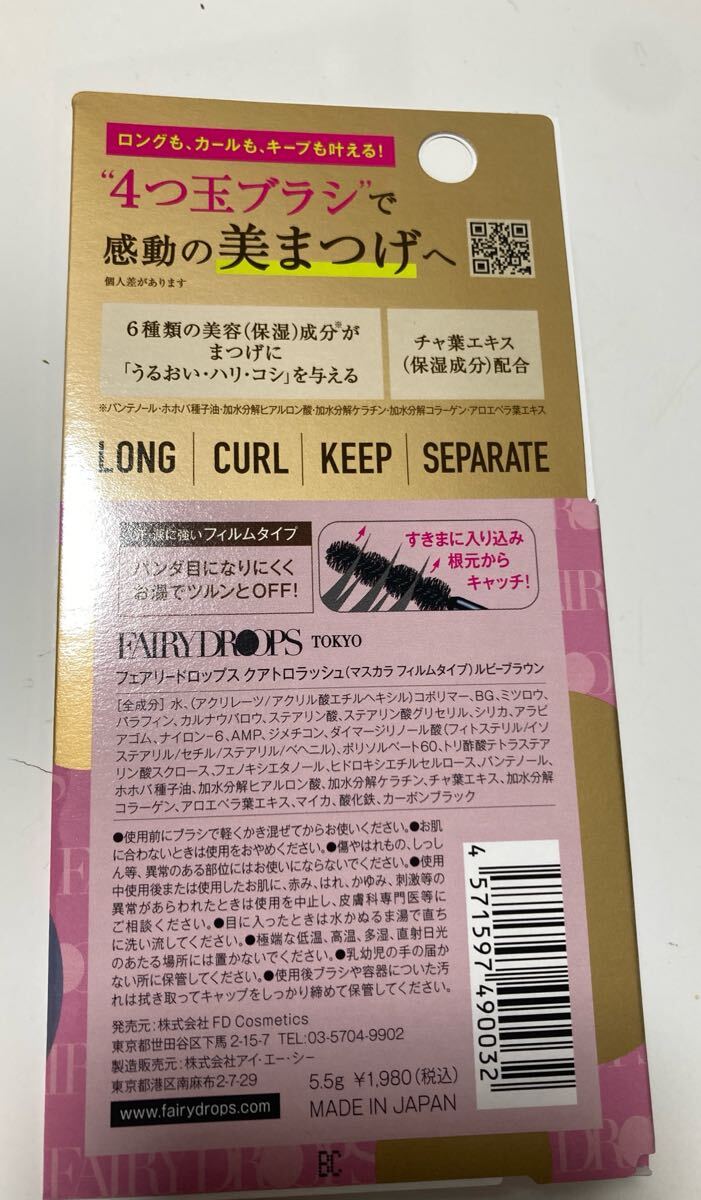 ロングも、カールも、キープも叶える!
“4つ玉ブラシ”で
感動の美まつげへ
個人差があります
6種類の美容(保湿)成分※が
まつげに
「うるおい・ハリ・コシ」を与える
チャ葉エキス
(保湿成分)配合
※パンテノール・ホホバ種子油・加水分解ヒアルロン酸・加水分解ケラチン・加水分解コラーゲン・アロエベラ葉エキス
LONG CURL KEEP SEPARATE
汗・涙に強いフィルムタイプ
パンダ目になりにくく
お湯でツルンとOFF!
すきまに入り込み
根元から
キャッチ!
FAIRYDROPS TOKYO
フェアリードロップス クアトロラッシュ(マスカラ フィルムタイプ)ルビーブラウン
[全成分] 水、(アクリレーツ/アクリル酸エチルヘキシル)コポリマー、BG、ミツロウ、
パラフィン、カルナウバロウ、ステアリン酸、ステアリン酸グリセリル、シリカ、アラビ
アゴム、ナイロン-6、AMP、ジメチコン、ダイマージリノール酸(フィトステリル/イソ
ステアリル/セチル/ステアリル/ベヘニル)、ポリソルベート60、トリ酢酸テトラステア
リン酸スクロース、フェノキシエタノール、ヒドロキシエチルセルロース、パンテノール、
ホホバ種子油、加水分解ヒアルロン酸、加水分解ケラチン、チャ葉エキス、加水分解
コラーゲン、アロエベラ葉エキス、マイカ、酸化鉄、カーボンブラック
●使用前にブラシで軽くかき混ぜてからお使いください。●お肌
に合わないときは使用をおやめください。●傷やはれもの、しっし
ん等、異常のある部位にはお使いにならないでください。●使用
中使用後または使用したお肌に、赤み、はれ、かゆみ、刺激等の
異常があらわれたときは使用を中止し、皮膚科専門医等に
ご相談ください。●目に入ったときは水かぬるま湯で直ち
に洗い流してください。●極端な低温、高温、多湿、直射日光
のあたる場所には置かないでください。●乳幼児の手の届か
ない所に保管してください。●使用後ブラシや容器についた汚
れは拭き取ってキャップをしっかり締めて保管してください。
発売元:株式会社 FD Cosmetics
東京都世田谷区下馬 2-15-7 TEL:03-5704-9902
製造販売元:株式会社アイ・エー・シー
東京都港区南麻布2-7-29
www.fairydrops.com
5.5g ¥1,980(税込)
MADE IN JAPAN
4571597490032
FAIRYDROPS
BC